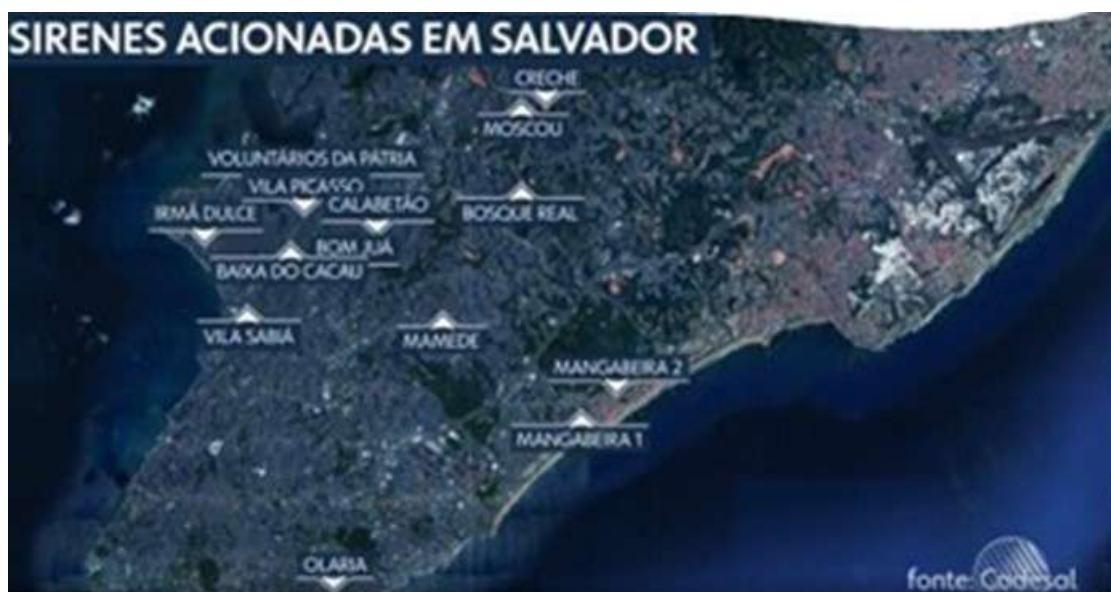 SIRENES ACIONADAS EM SALVADOR
CRECHE
MOSCOU
VOLUNTÁRIOS DA PÁTRIA
VILA PICASSO
IRMÃ DULCE
CALABETÃO
BOSQUE REAL
BOM JUÁ
BAIXA DO CACAU
VILA SABIÁ
MAMEDE
MANGABEIRA 2
MANGABEIRA 1
OLARIA
fonte: Codesal